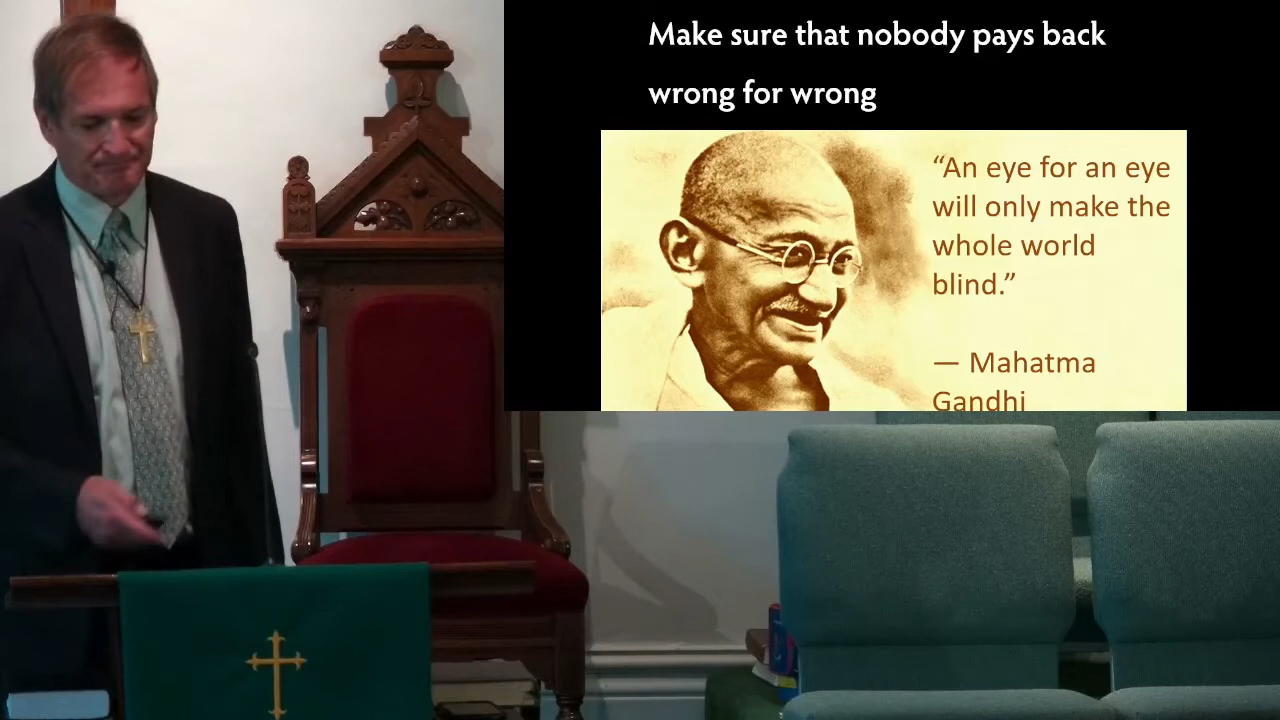 Make sure that nobody pays back
wrong for wrong
“An eye for an eye
will only make the
whole world
blind.”
— Mahatma
Gandhi